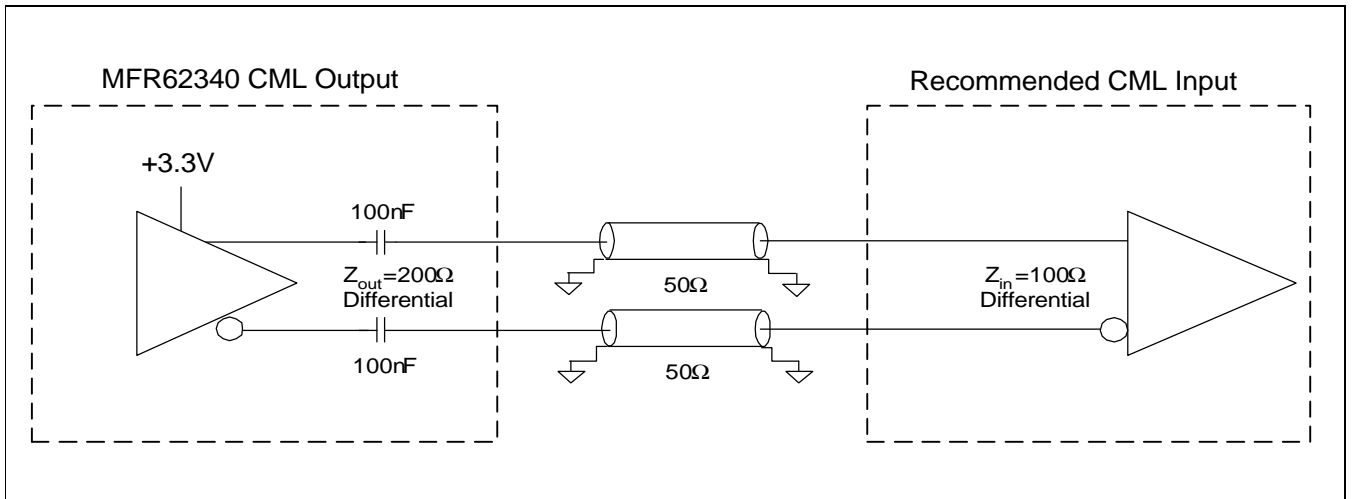 MFR62340 CML Output
Recommended CML Input
+3.3V
100nF
Zout=200Ω
Differential
100nF
50Ω
50Ω
Zin=100Ω
Differential